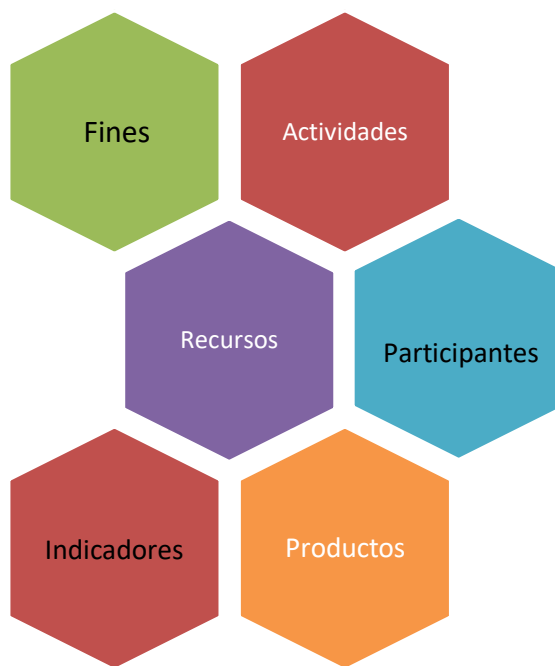 Fines
Actividades
Recursos
Participantes
Indicadores
Productos